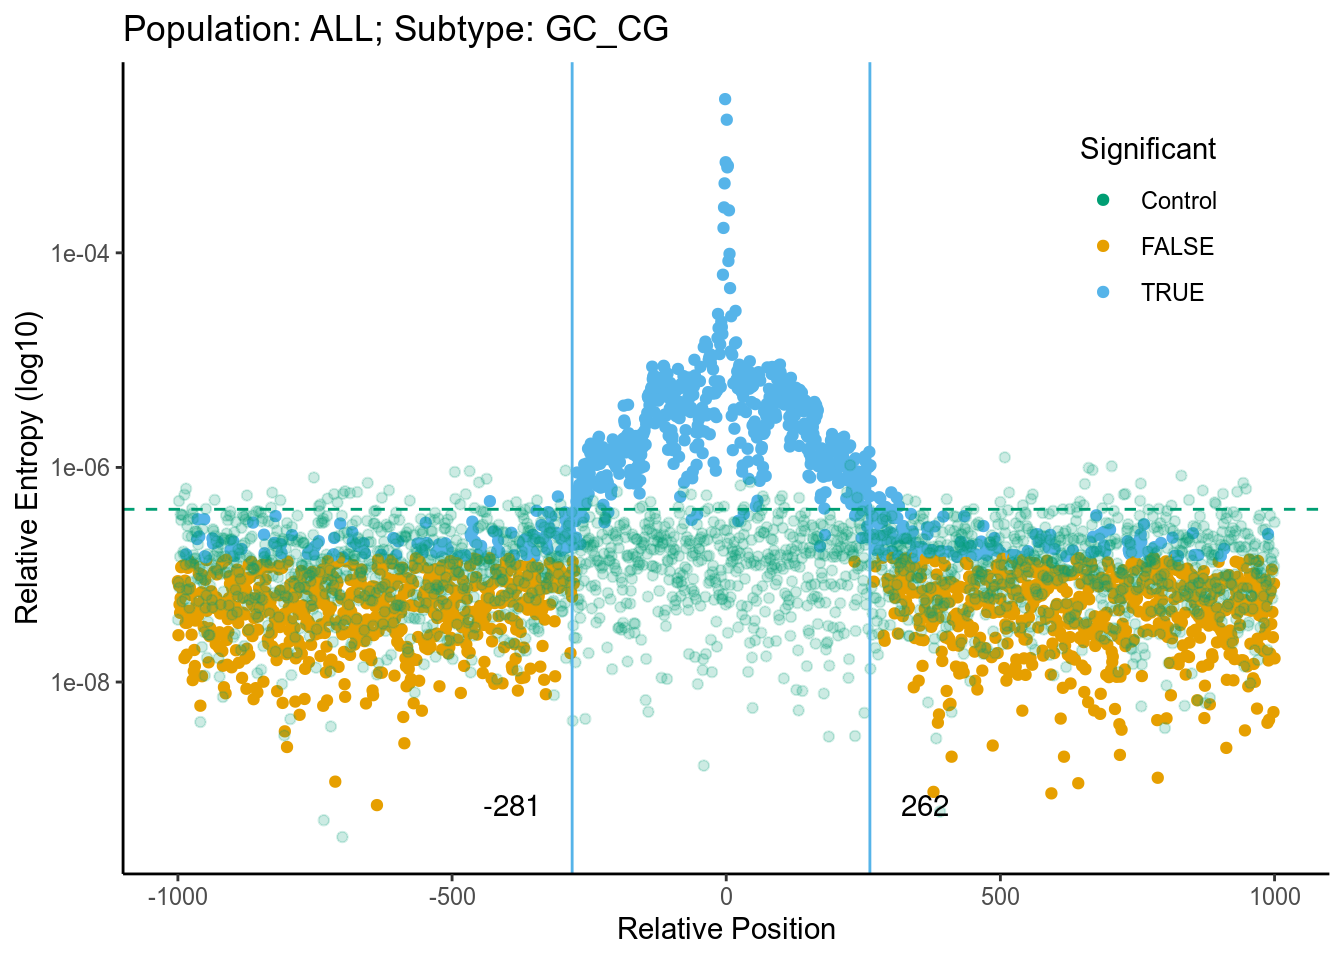 Population: ALL; Subtype: GC_CG
Relative Entropy (log10)
1e-04
1e-06
1e-08
Significant
Control
FALSE
TRUE
-281
262
-1000
-500
0
500
1000
Relative Position